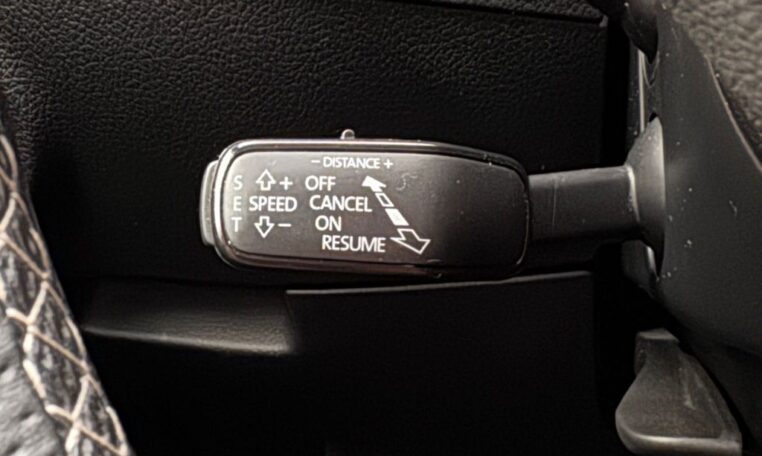 − DISTANCE +
S + OFF
E SPEED CANCEL
T − ON
RESUME